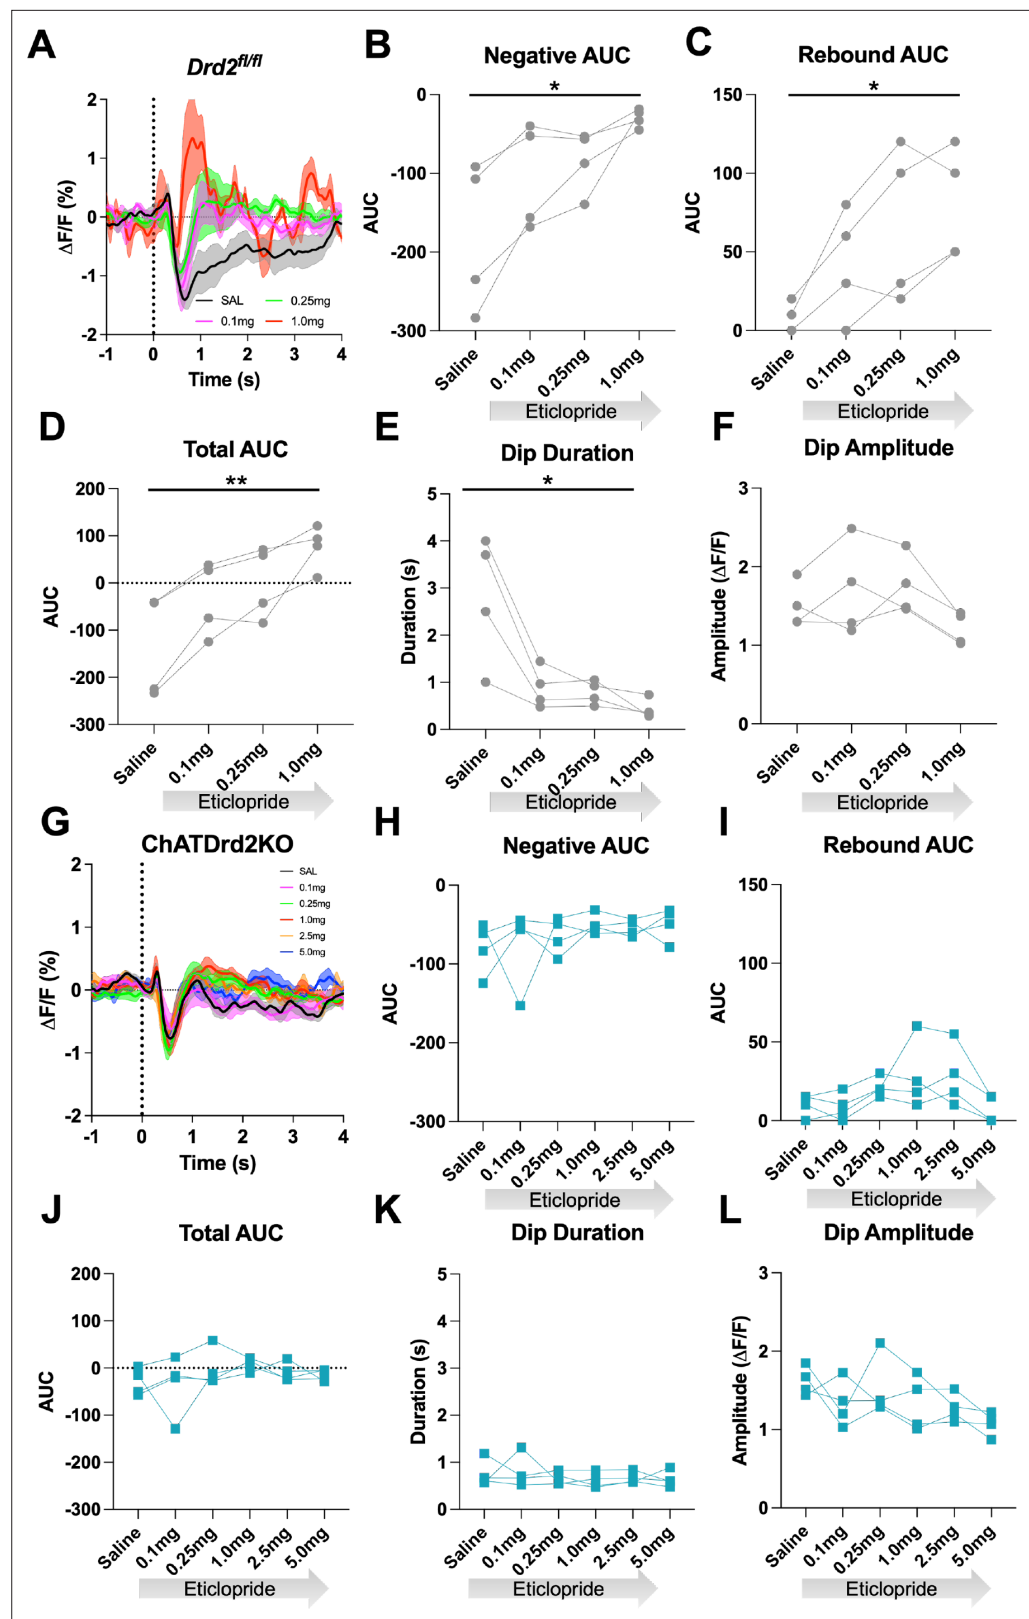 A
Drd2fl/fl
2
1
0
-1
-2
ΔF/F (%)
SAL
0.25mg
0.1mg
1.0mg
-1 0 1 2 3 4
Time (s)
B
Negative AUC
*
0
-100
-200
-300
AUC
Saline
0.1mg
0.25mg
1.0mg
Eticlopride
C
Rebound AUC
*
150
100
50
0
AUC
Saline
0.1mg
0.25mg
1.0mg
Eticlopride
D
Total AUC
**
200
100
0
-100
-200
-300
AUC
Saline
0.1mg
0.25mg
1.0mg
Eticlopride
E
Dip Duration
*
5
4
3
2
1
0
Duration (s)
Saline
0.1mg
0.25mg
1.0mg
Eticlopride
F
Dip Amplitude
3
2
1
0
Amplitude (ΔF/F)
Saline
0.1mg
0.25mg
1.0mg
Eticlopride
G
ChATDrd2KO
2
1
0
-1
-2
ΔF/F (%)
SAL
0.1mg
0.25mg
1.0mg
2.5mg
5.0mg
-1 0 1 2 3 4
Time (s)
H
Negative AUC
0
-100
-200
-300
AUC
Saline
0.1mg
0.25mg
1.0mg
2.5mg
5.0mg
Eticlopride
I
Rebound AUC
150
100
50
0
AUC
Saline
0.1mg
0.25mg
1.0mg
2.5mg
5.0mg
Eticlopride
J
Total AUC
200
100
0
-100
-200
-300
AUC
Saline
0.1mg
0.25mg
1.0mg
2.5mg
5.0mg
Eticlopride
K
Dip Duration
5
4
3
2
1
0
Duration (s)
Saline
0.1mg
0.25mg
1.0mg
2.5mg
5.0mg
Eticlopride
L
Dip Amplitude
3
2
1
0
Amplitude (ΔF/F)
Saline
0.1mg
0.25mg
1.0mg
2.5mg
5.0mg
Eticlopride